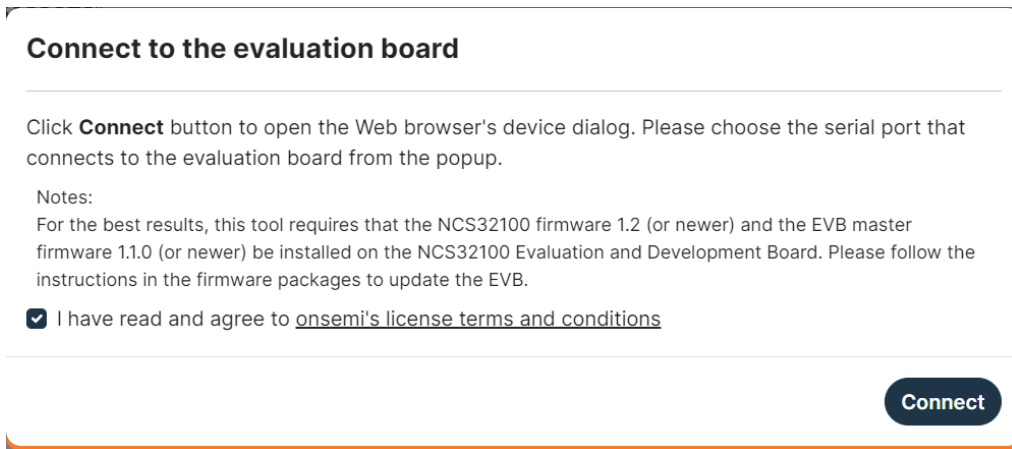 Connect to the evaluation board
Click Connect button to open the Web browser's device dialog. Please choose the serial port that
connects to the evaluation board from the popup.
Notes:
For the best results, this tool requires that the NCS32100 firmware 1.2 (or newer) and the EVB master
firmware 1.1.0 (or newer) be installed on the NCS32100 Evaluation and Development Board. Please follow the
instructions in the firmware packages to update the EVB.
I have read and agree to onsemi's license terms and conditions
Connect